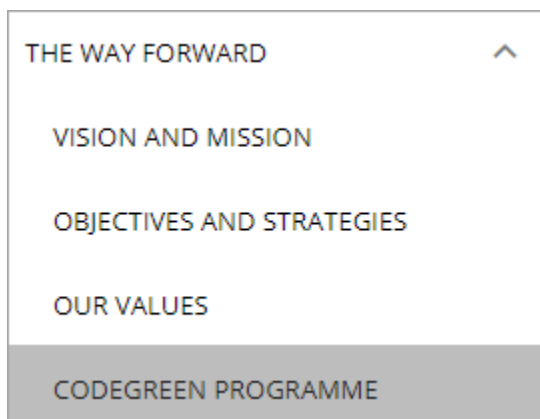 THE WAY FORWARD
VISION AND MISSION
OBJECTIVES AND STRATEGIES
OUR VALUES
CODEGREEN PROGRAMME